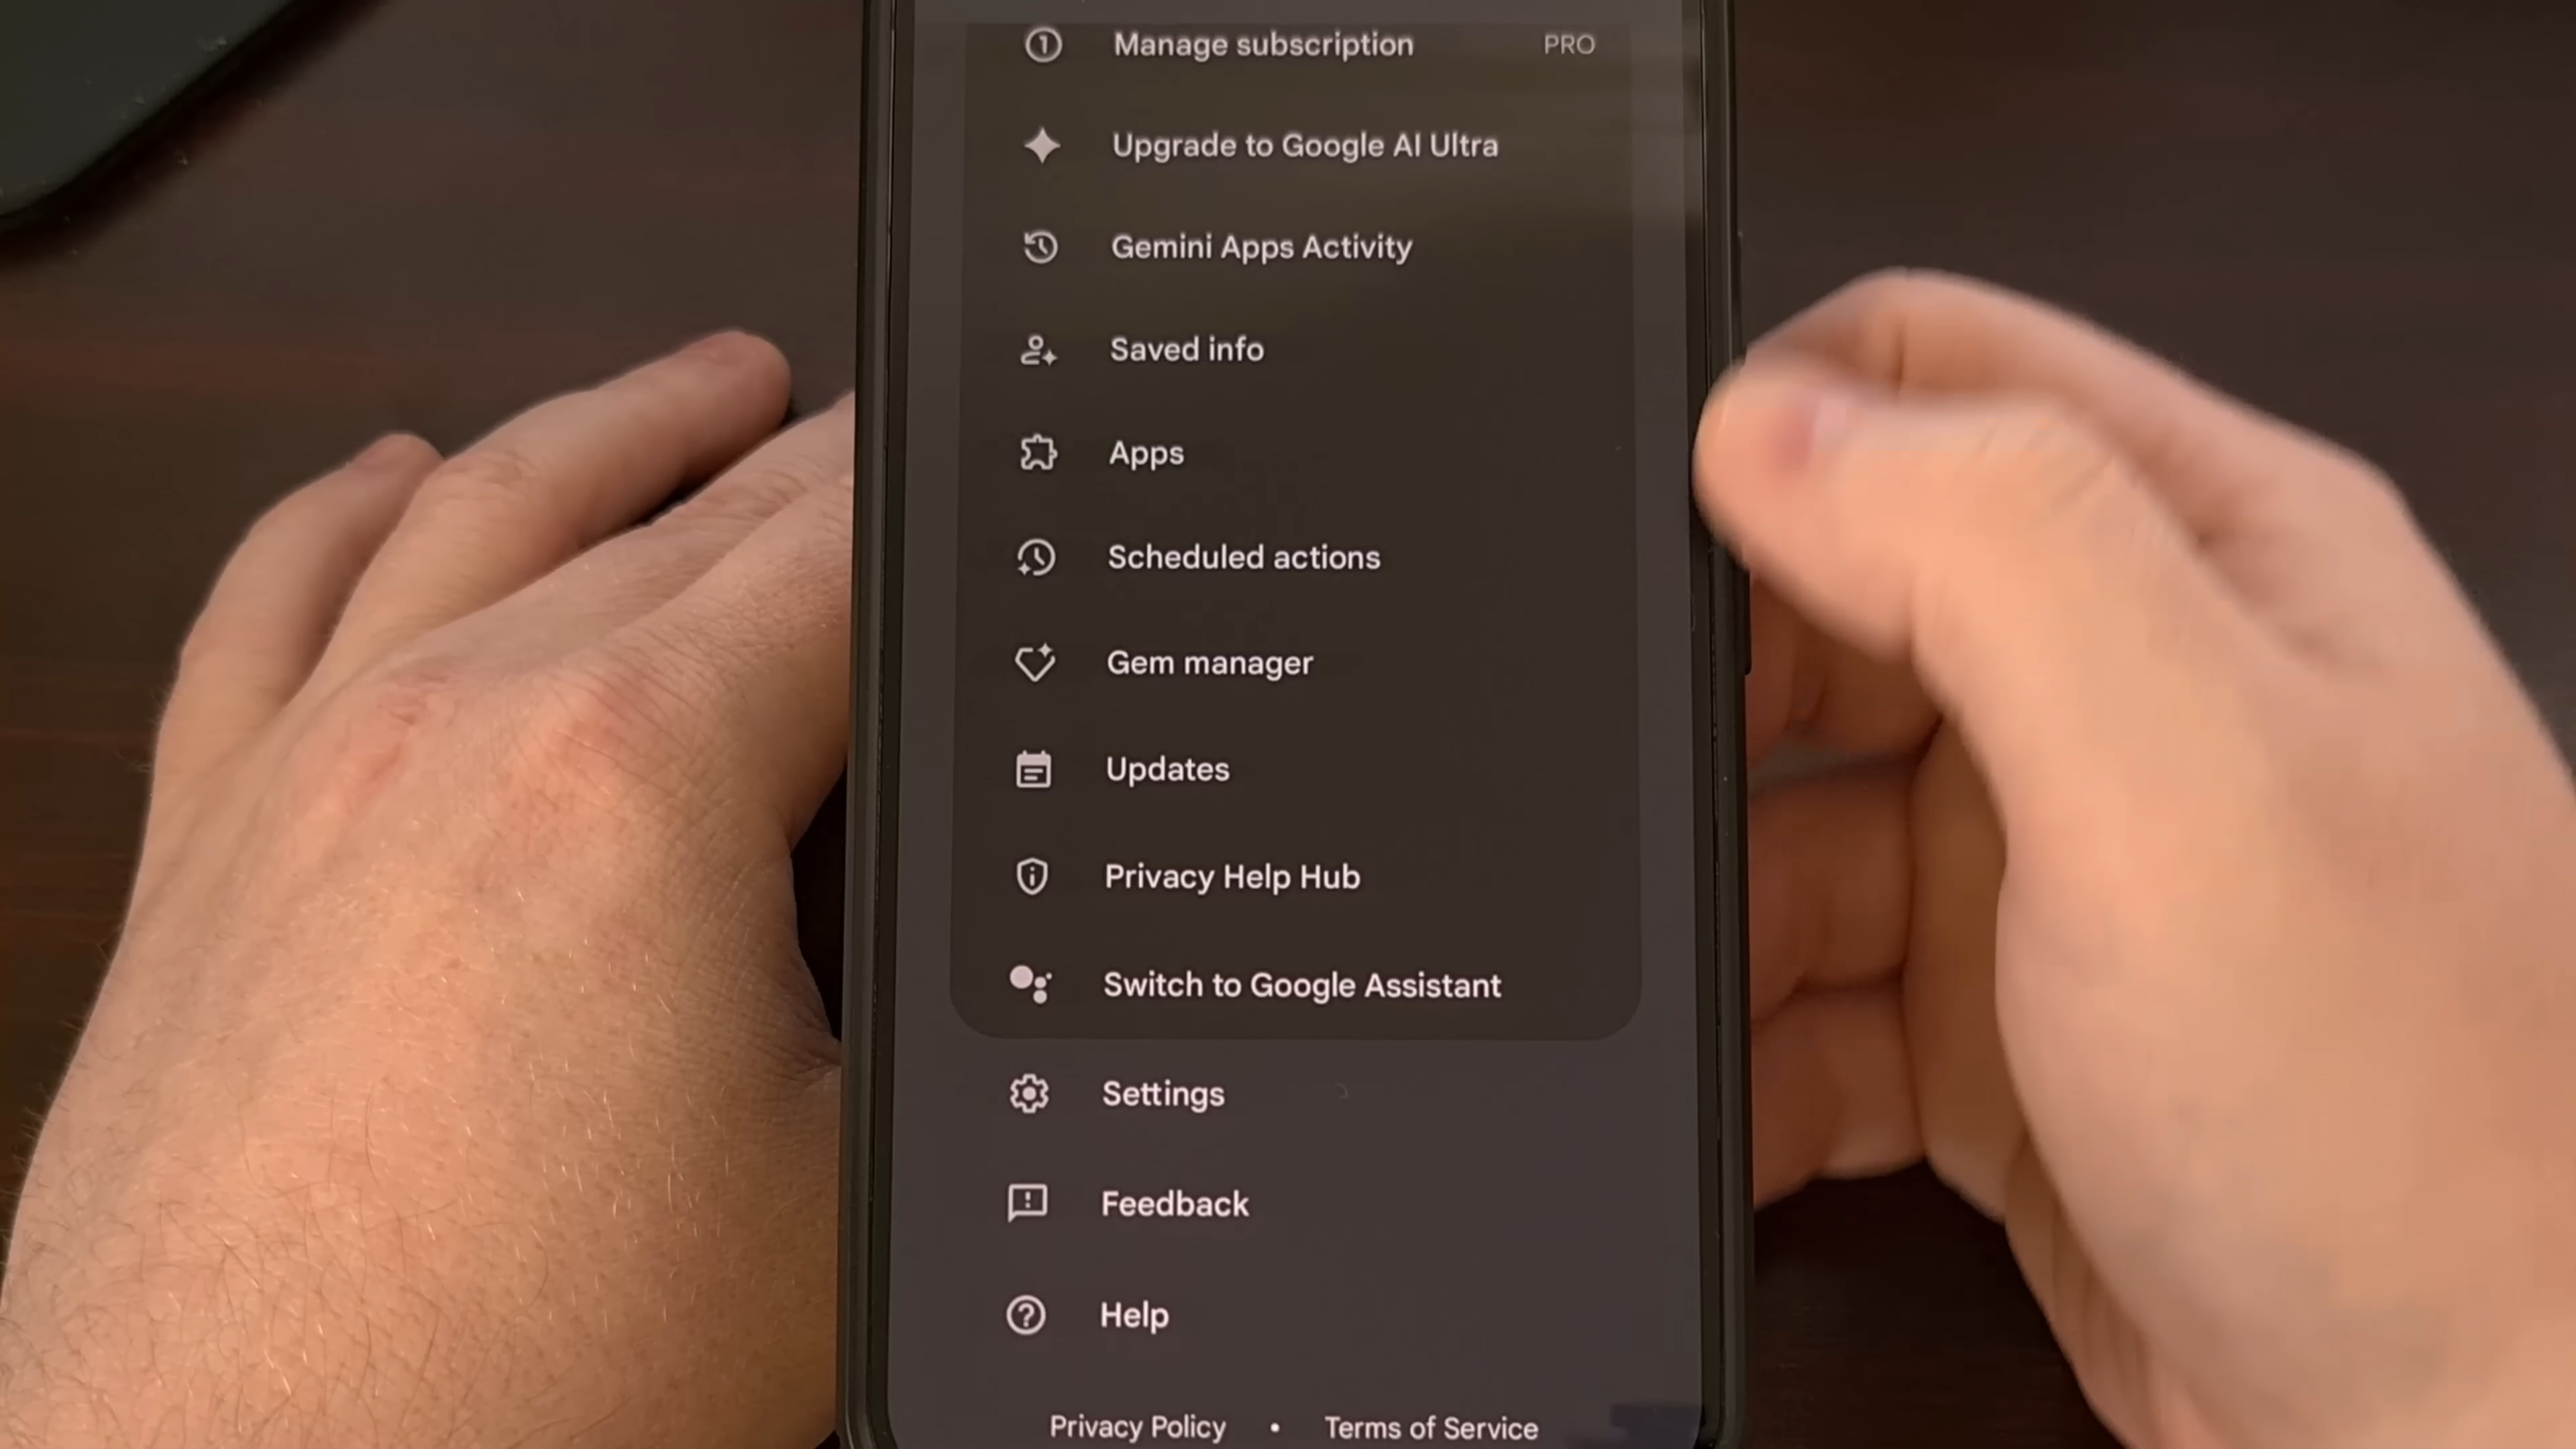 Manage subscription PRO
Upgrade to Google AI Ultra
Gemini Apps Activity
Saved info
Apps
Scheduled actions
Gem manager
Updates
Privacy Help Hub
Switch to Google Assistant
Settings
Feedback
Help
Privacy Policy • Terms of Service